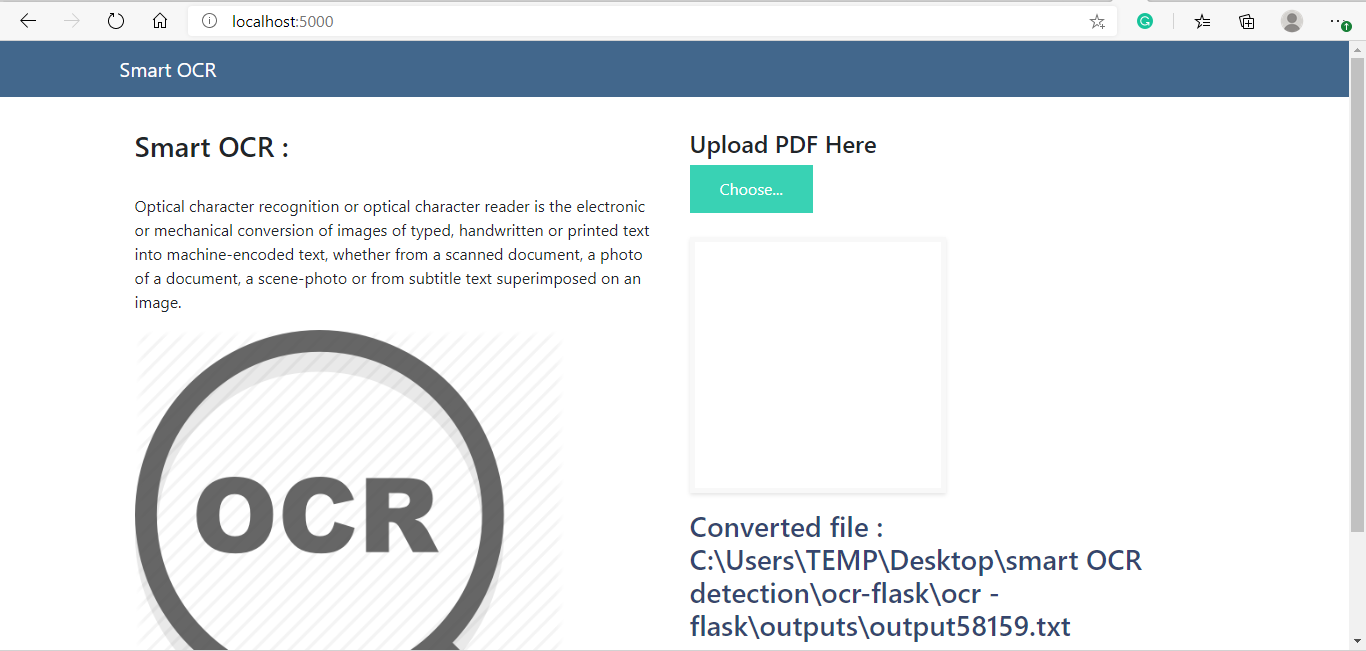 localhost:5000
Smart OCR
Smart OCR :
Optical character recognition or optical character reader is the electronic
or mechanical conversion of images of typed, handwritten or printed text
into machine-encoded text, whether from a scanned document, a photo
of a document, a scene-photo or from subtitle text superimposed on an
image.
OCR
Upload PDF Here
Choose...
Converted file :
C:\Users\TEMP\Desktop\smart OCR
detection\ocr-flask\ocr -
flask\outputs\output58159.txt